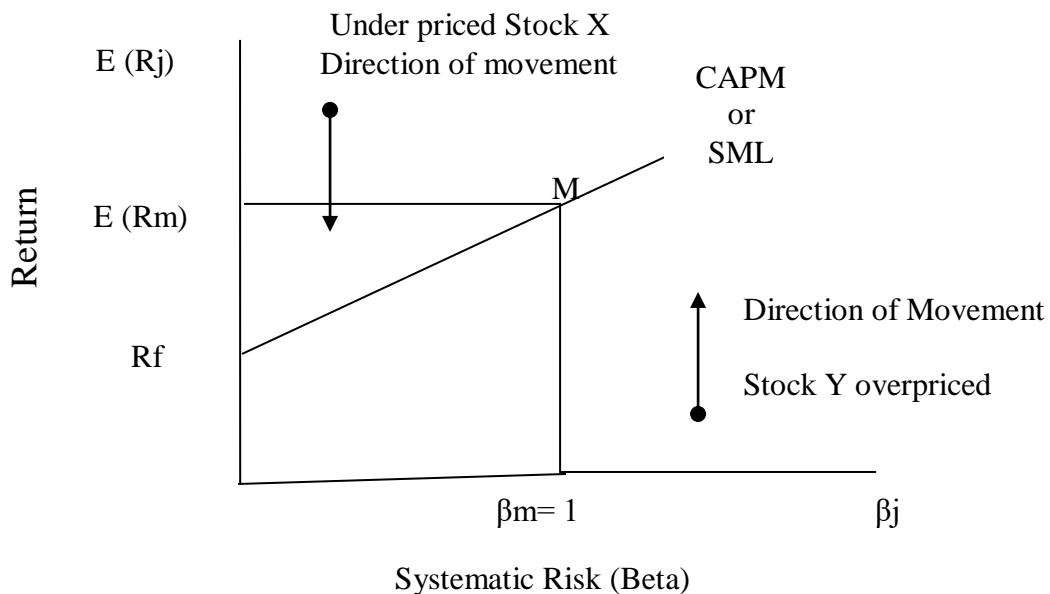 Under priced Stock X
Direction of movement
E (Rj)
CAPM
or
SML
M
E (Rm)
Return
Direction of Movement
Rf
Stock Y overpriced
βm= 1
βj
Systematic Risk (Beta)